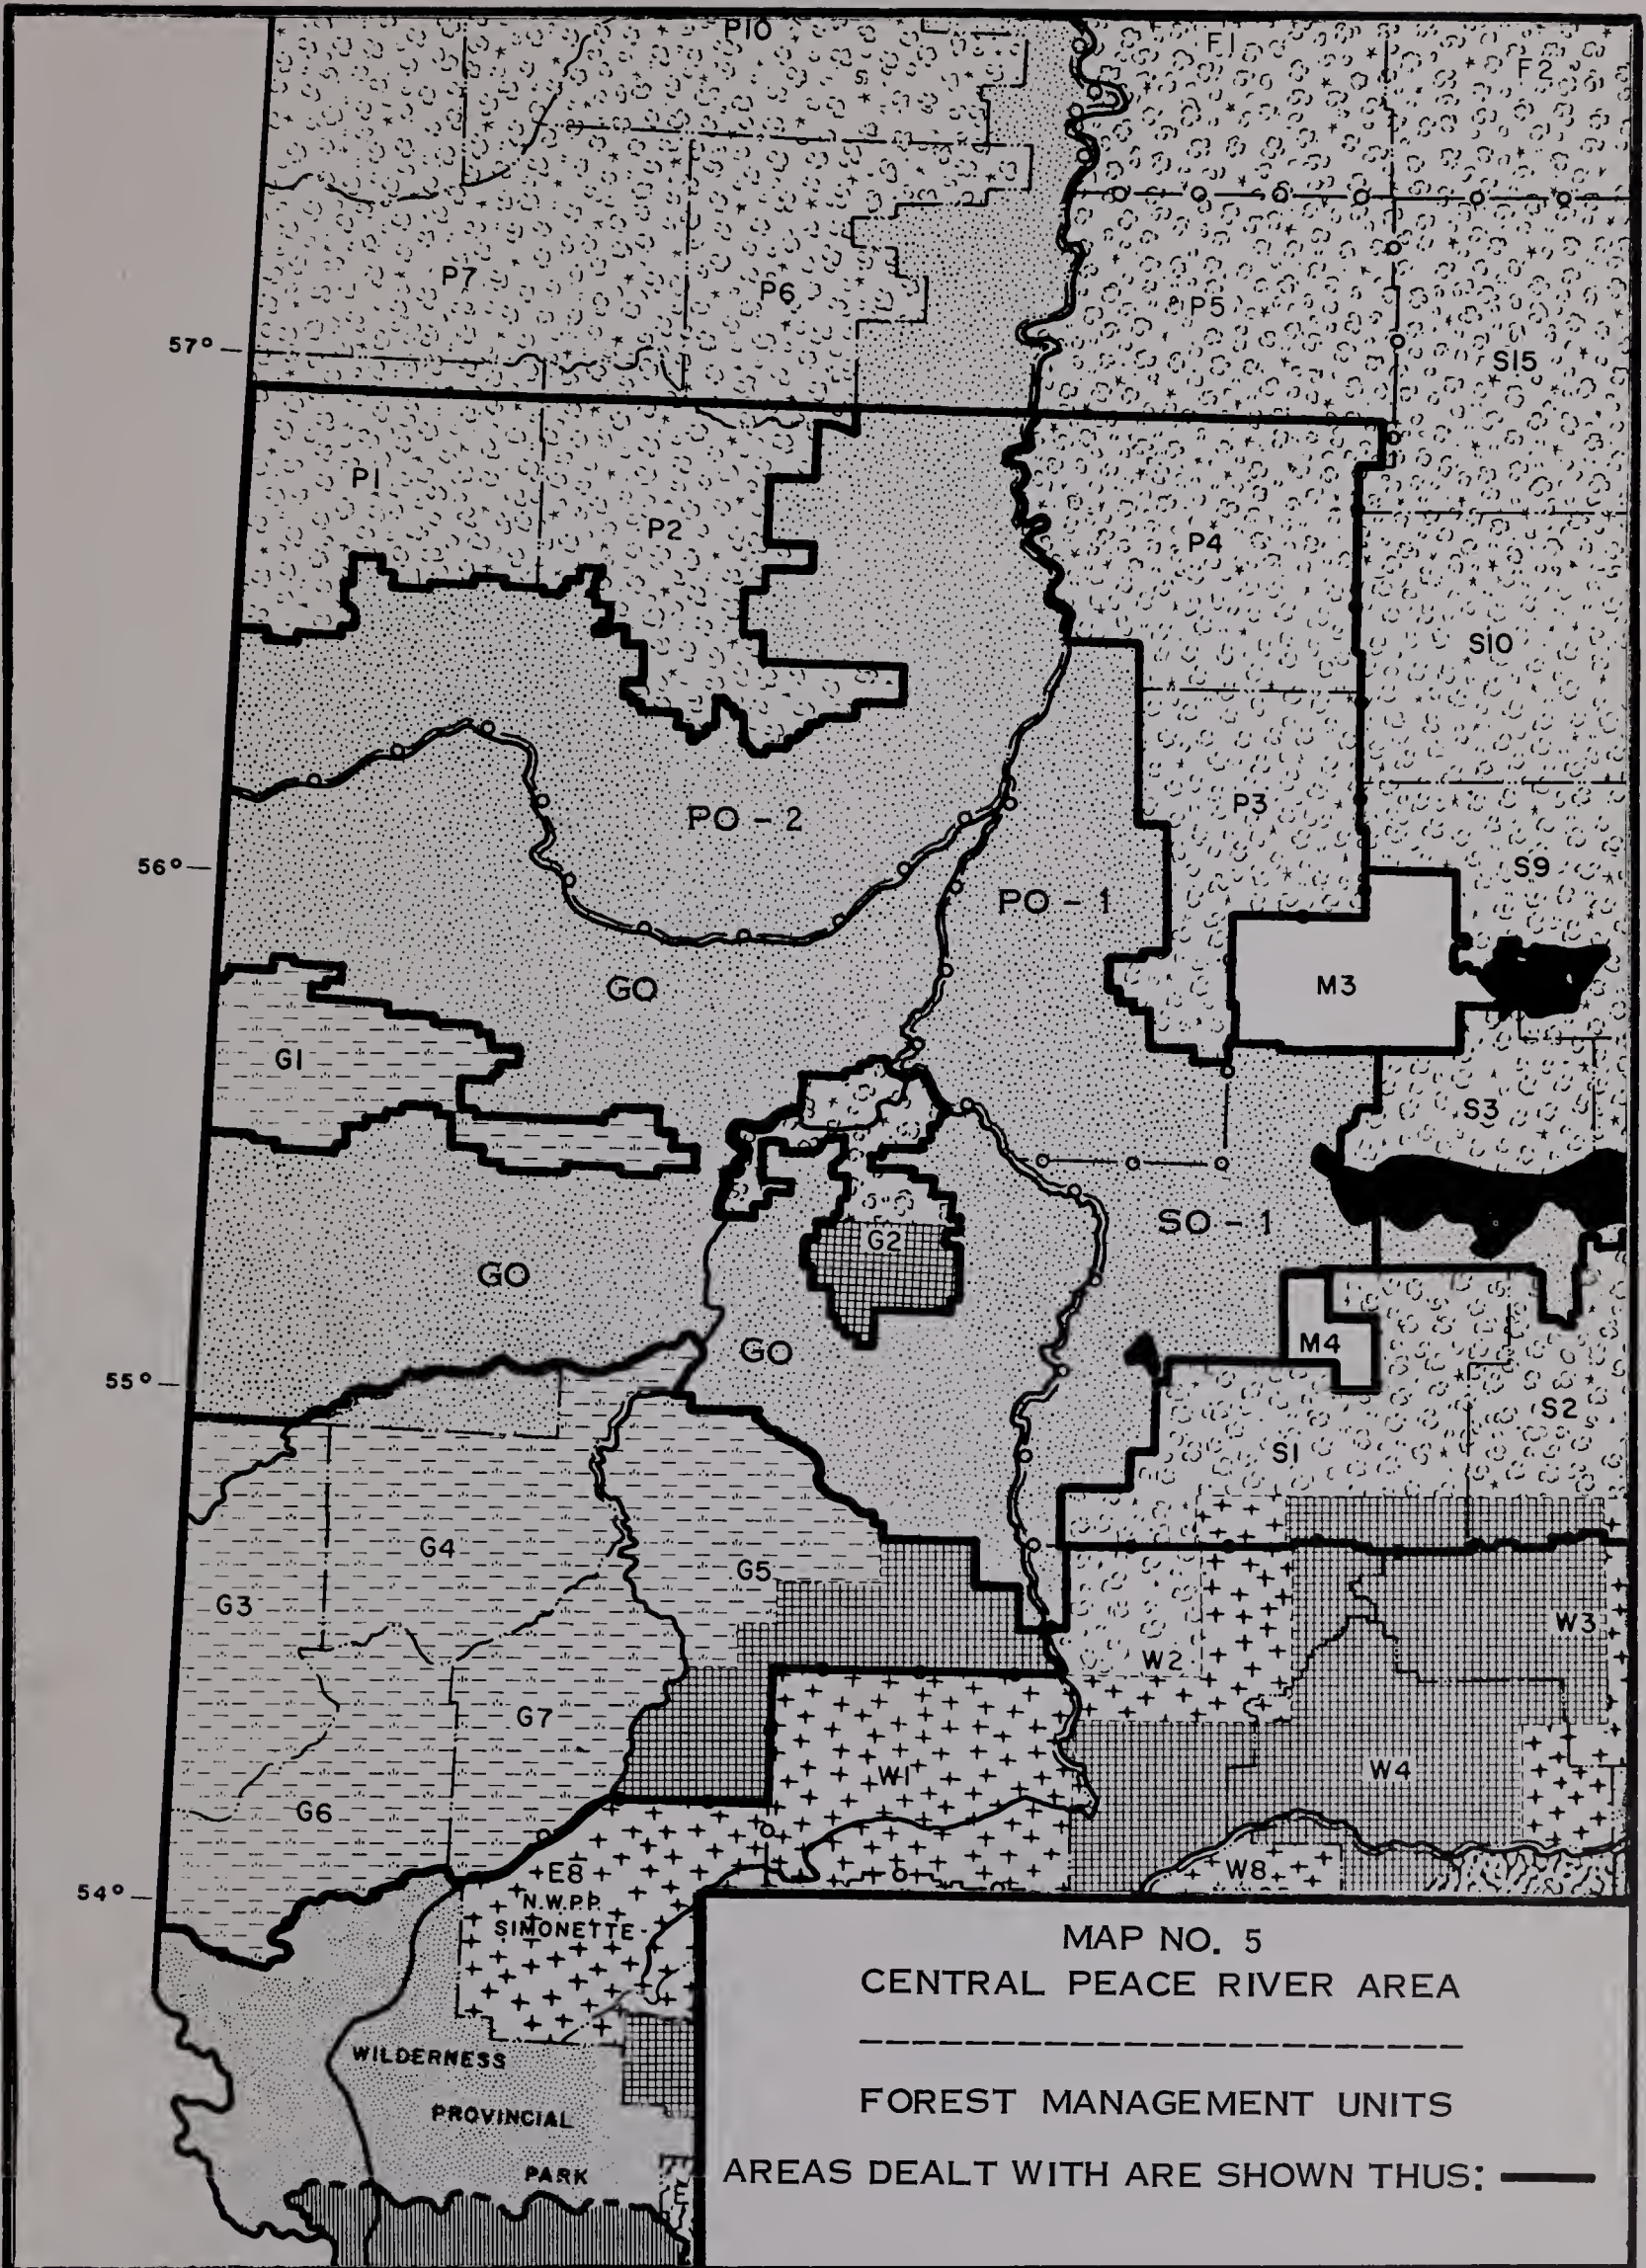 P10
F1
F2
S
P7
P6
P5
57°
S15
P1
P2
P4
S10
PO - 2
P3
56°
S9
PO - 1
GO
M3
G1
S3
SO - 1
G2
GO
GO
M4
55°
S2
S1
G4
G5
G3
W3
W2
G7
W1
W4
G6
E8
W8
54°
N.W.P.P.
SIMONETTE
WILDERNESS
PROVINCIAL
PARK
E
MAP NO. 5
CENTRAL PEACE RIVER AREA
FOREST MANAGEMENT UNITS
AREAS DEALT WITH ARE SHOWN THUS: